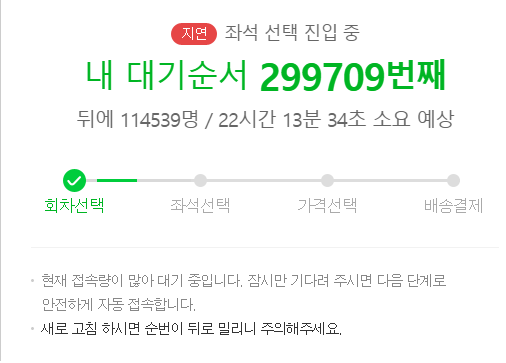 지연 좌석 선택 진입 중
내 대기순서 299709번째
뒤에 114539명 / 22시간 13분 34초 소요 예상
회차선택 좌석선택 가격선택 배송결제
현재 접속량이 많아 대기 중입니다. 잠시만 기다려 주시면 다음 단계로
안전하게 자동 접속합니다.
새로 고침 하시면 순번이 뒤로 밀리니 주의해주세요.